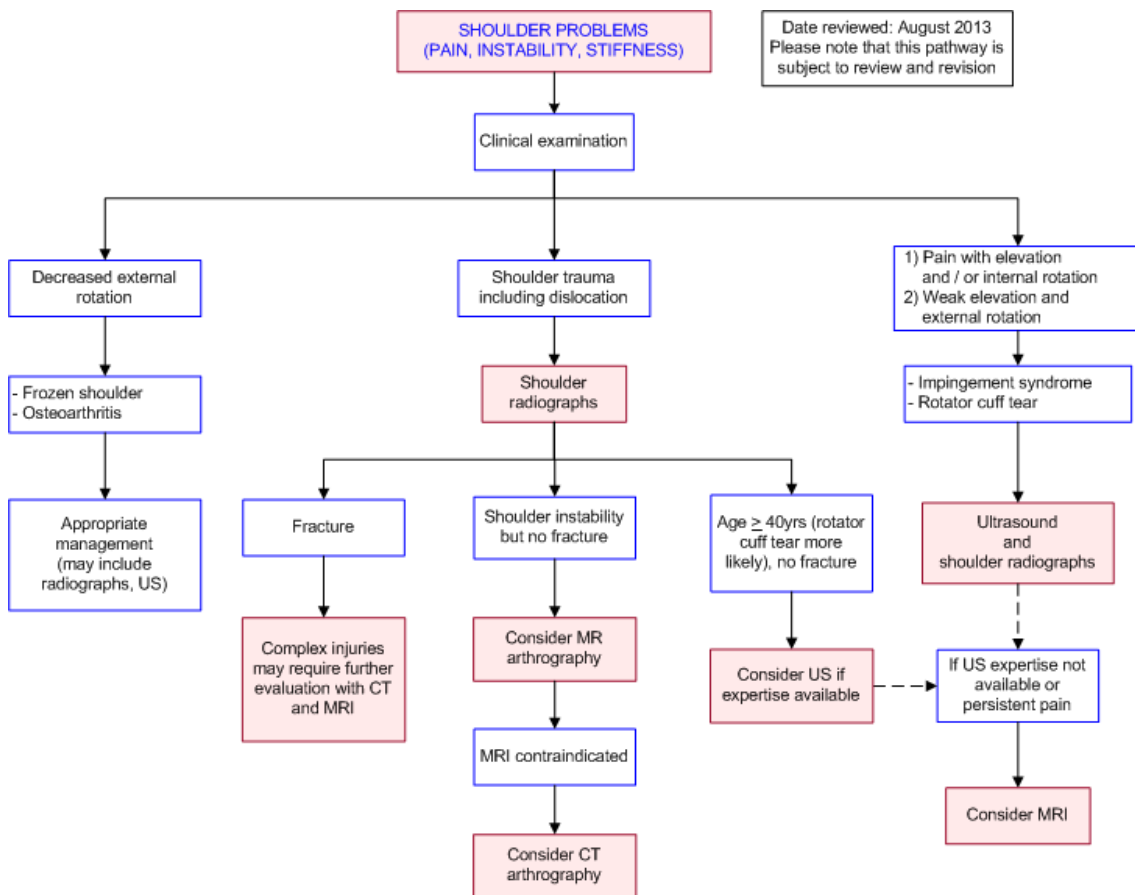 SHOULDER PROBLEMS
(PAIN, INSTABILITY, STIFFNESS)
Date reviewed: August 2013
Please note that this pathway is
subject to review and revision
Clinical examination
Decreased external
rotation
Shoulder trauma
including dislocation
1) Pain with elevation
and / or internal rotation
2) Weak elevation and
external rotation
- Frozen shoulder
- Osteoarthritis
Shoulder
radiographs
- Impingement syndrome
- Rotator cuff tear
Appropriate
management
(may include
radiographs, US)
Fracture
Shoulder instability
but no fracture
Age ≥ 40yrs (rotator
cuff tear more
likely), no fracture
Ultrasound
and
shoulder radiographs
Complex injuries
may require further
evaluation with CT
and MRI
Consider MR
arthrography
Consider US if
expertise available
If US expertise not
available or
persistent pain
MRI contraindicated
Consider MRI
Consider CT
arthrography